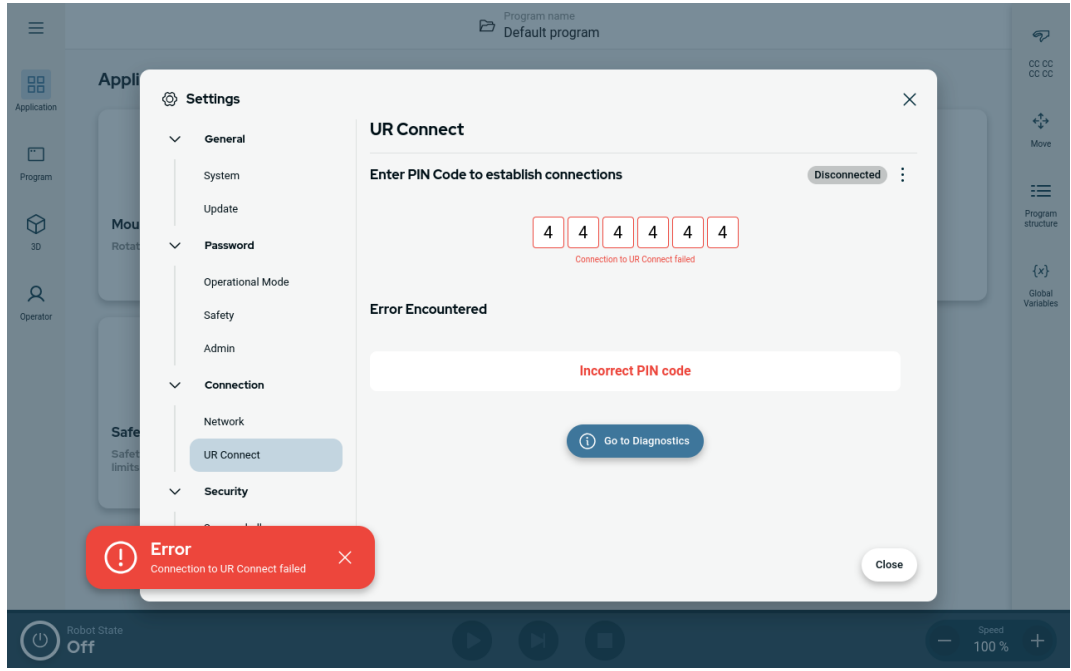 Program name
Default program
Application
Program
3D
Operator
Appli
Mou
Rotat
Safe
Safet
limits
Settings
General
System
Update
Password
Operational Mode
Safety
Admin
Connection
Network
UR Connect
Security
UR Connect
Enter PIN Code to establish connections
Disconnected
4 4 4 4 4 4
Connection to UR Connect failed
Error Encountered
Incorrect PIN code
Go to Diagnostics
Close
Error
Connection to UR Connect failed
CC CC
CC CC
Move
Program
structure
{x}
Global
Variables
Robot State
Off
Speed
100 %